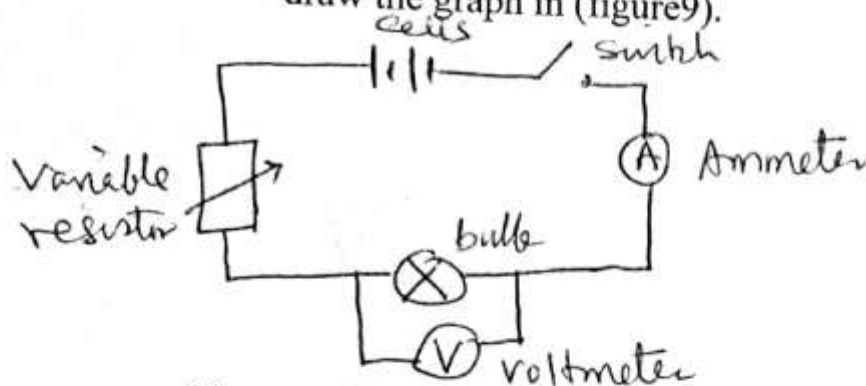 draw the graph in (figure9).
cells
switch
A
Ammeter
Variable
resistor
bulb
V
voltmeter